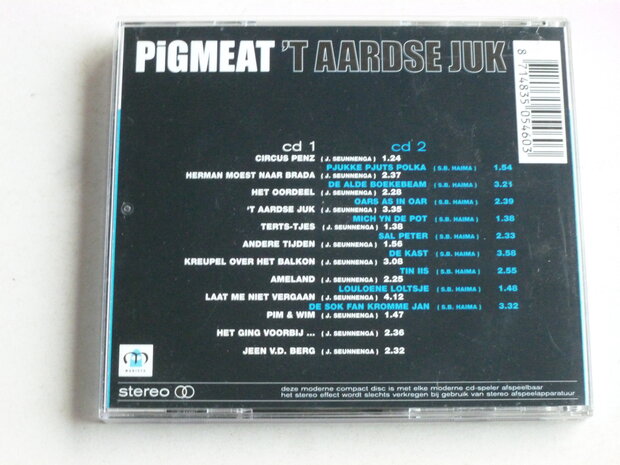 PiGMEAT 'T AARDSE JUK
8 714835 054603
cd 1
CIRCUS PENZ ( J. SEUNNENGA ) 1.24
HERMAN MOEST NAAR BRADA ( J. SEUNNENGA ) 2.37
HET OORDEEL ( J. SEUNNENGA ) 2.28
'T AARDSE JUK ( J. SEUNNENGA ) 3.35
TERTS-TJES ( J. SEUNNENGA ) 1.38
ANDERE TIJDEN ( J. SEUNNENGA ) 1.56
KREUPEL OVER HET BALKON ( J. SEUNNENGA ) 3.08
AMELAND ( J. SEUNNENGA ) 2.25
LAAT ME NIET VERGAAN ( J. SEUNNENGA ) 4.12
PIM & WIM ( J. SEUNNENGA ) 1.47
HET GING VOORBIJ ... ( J. SEUNNENGA ) 2.36
JEEN V.D. BERG ( J. SEUNNENGA ) 2.32
cd 2
PJUKKE PJUTS POLKA ( S.B. HAIMA ) 1.54
DE ALDE BOEKEBEAM ( S.B. HAIMA ) 3.21
OARS AS IN OAR ( S.B. HAIMA ) 2.39
MICH YN DE POT ( S.B. HAIMA ) 1.38
SAL PETER ( S.B. HAIMA ) 2.33
DE KAST ( S.B. HAIMA ) 3.58
TIN IIS ( S.B. HAIMA ) 2.55
LOULOENE LOLTSJE ( S.B. HAIMA ) 1.48
DE SOK FAN KROMME JAN ( S.B. HAIMA ) 3.32
stereo
deze moderne compact disc is met elke moderne cd-speler afspeelbaar
het stereo effect wordt slechts verkregen bij gebruik van stereo afspeelapparatuur